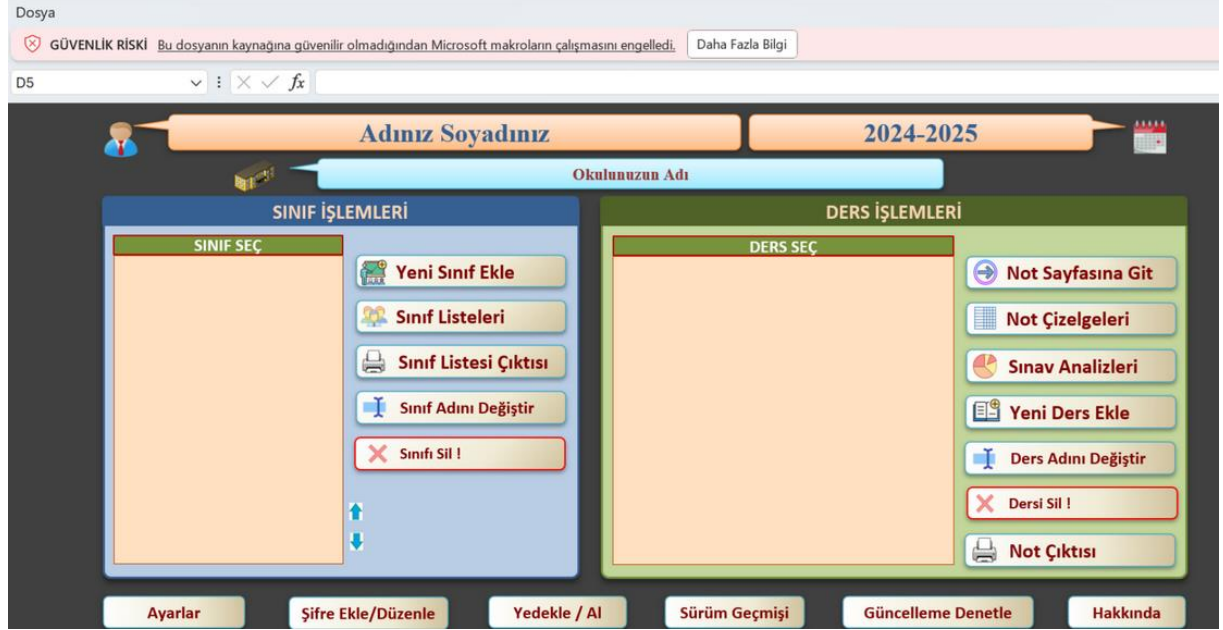 Dosya
GÜVENLİK RİSKİ Bu dosyanın kaynağına güvenilir olmadığından Microsoft makroların çalışmasını engelledi. Daha Fazla Bilgi
D5 fx
Adınız Soyadınız
2024-2025
Okulunuzun Adı
SINIF İŞLEMLERİ
SINIF SEÇ
Yeni Sınıf Ekle
Sınıf Listeleri
Sınıf Listesi Çıktısı
Sınıf Adını Değiştir
Sınıfı Sil !
DERS İŞLEMLERİ
DERS SEÇ
Not Sayfasına Git
Not Çizelgeleri
Sınav Analizleri
Yeni Ders Ekle
Ders Adını Değiştir
Dersi Sil !
Not Çıktısı
Ayarlar
Şifre Ekle/Düzenle
Yedekle / Al
Sürüm Geçmişi
Güncelleme Denetle
Hakkında